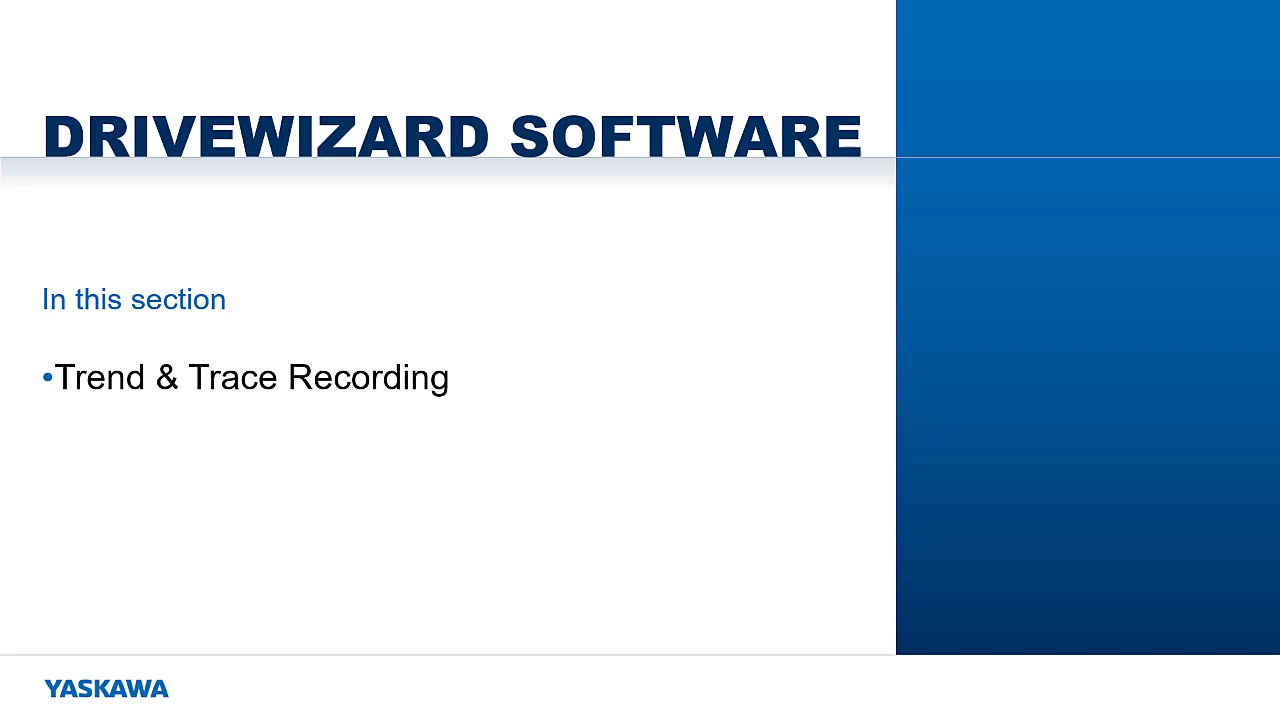 DRIVEWIZARD SOFTWARE
In this section
•Trend & Trace Recording
YASKAWA